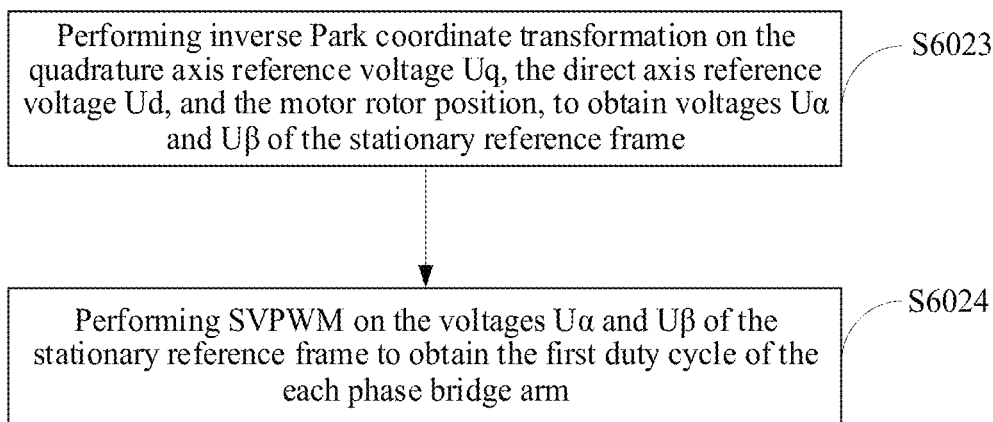 Performing inverse Park coordinate transformation on the
quadrature axis reference voltage Uq, the direct axis reference
voltage Ud, and the motor rotor position, to obtain voltages Uα
and Uβ of the stationary reference frame
S6023
Performing SVPWM on the voltages Uα and Uβ of the
stationary reference frame to obtain the first duty cycle of the
each phase bridge arm
S6024